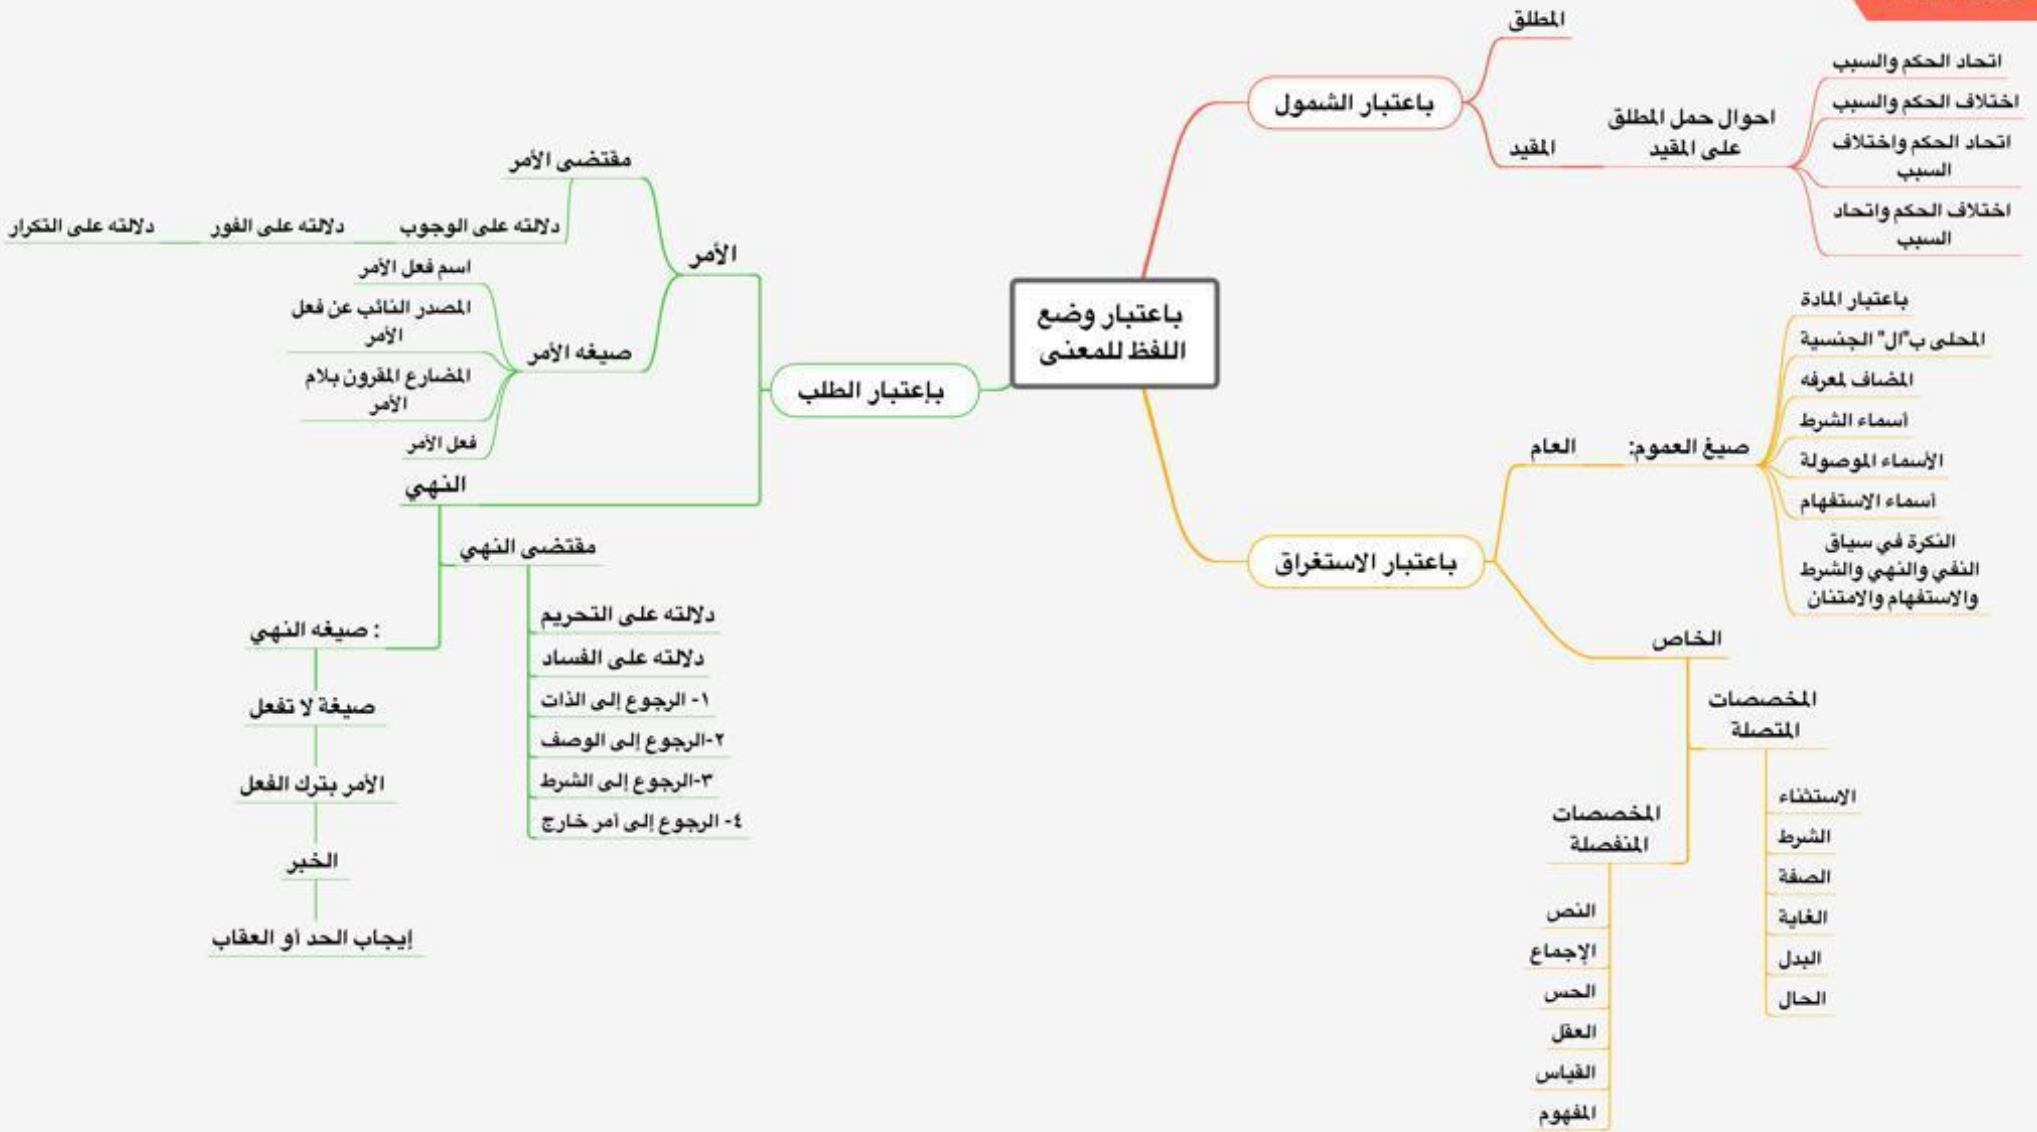 باعتبار وضع
اللفظ للمعنى
باعتبار الشمول
المطلق
المقيد
احوال حمل المطلق
على المقيد
اتحاد الحكم والسبب
اختلاف الحكم والسبب
اتحاد الحكم واختلاف
السبب
اختلاف الحكم واتحاد
السبب
باعتبار الاستغراق
العام
صيغ العموم:
باعتبار المادة
المحلى ب"ال" الجنسية
المضاف لمعرفه
أسماء الشرط
الأسماء الموصولة
أسماء الاستفهام
النكرة في سياق
النفي والنهي والشرط
والاستفهام والامتنان
الخاص
المخصصات
المتصلة
الاستثناء
الشرط
الصفة
الغاية
البدل
الحال
المخصصات
المنفصلة
النص
الإجماع
الحس
العقل
القياس
المفهوم
بإعتبار الطلب
الأمر
مقتضى الأمر
دلالته على الوجوب
دلالته على الفور
دلالته على التكرار
صيغه الأمر
اسم فعل الأمر
المصدر النائب عن فعل
الأمر
المضارع المقرون بلام
الأمر
فعل الأمر
النهي
مقتضى النهي
دلالته على التحريم
دلالته على الفساد
١- الرجوع إلى الذات
٢-الرجوع إلى الوصف
٣-الرجوع إلى الشرط
٤- الرجوع إلى أمر خارج
: صيغه النهي
صيغة لا تفعل
الأمر بترك الفعل
الخبر
إيجاب الحد أو العقاب